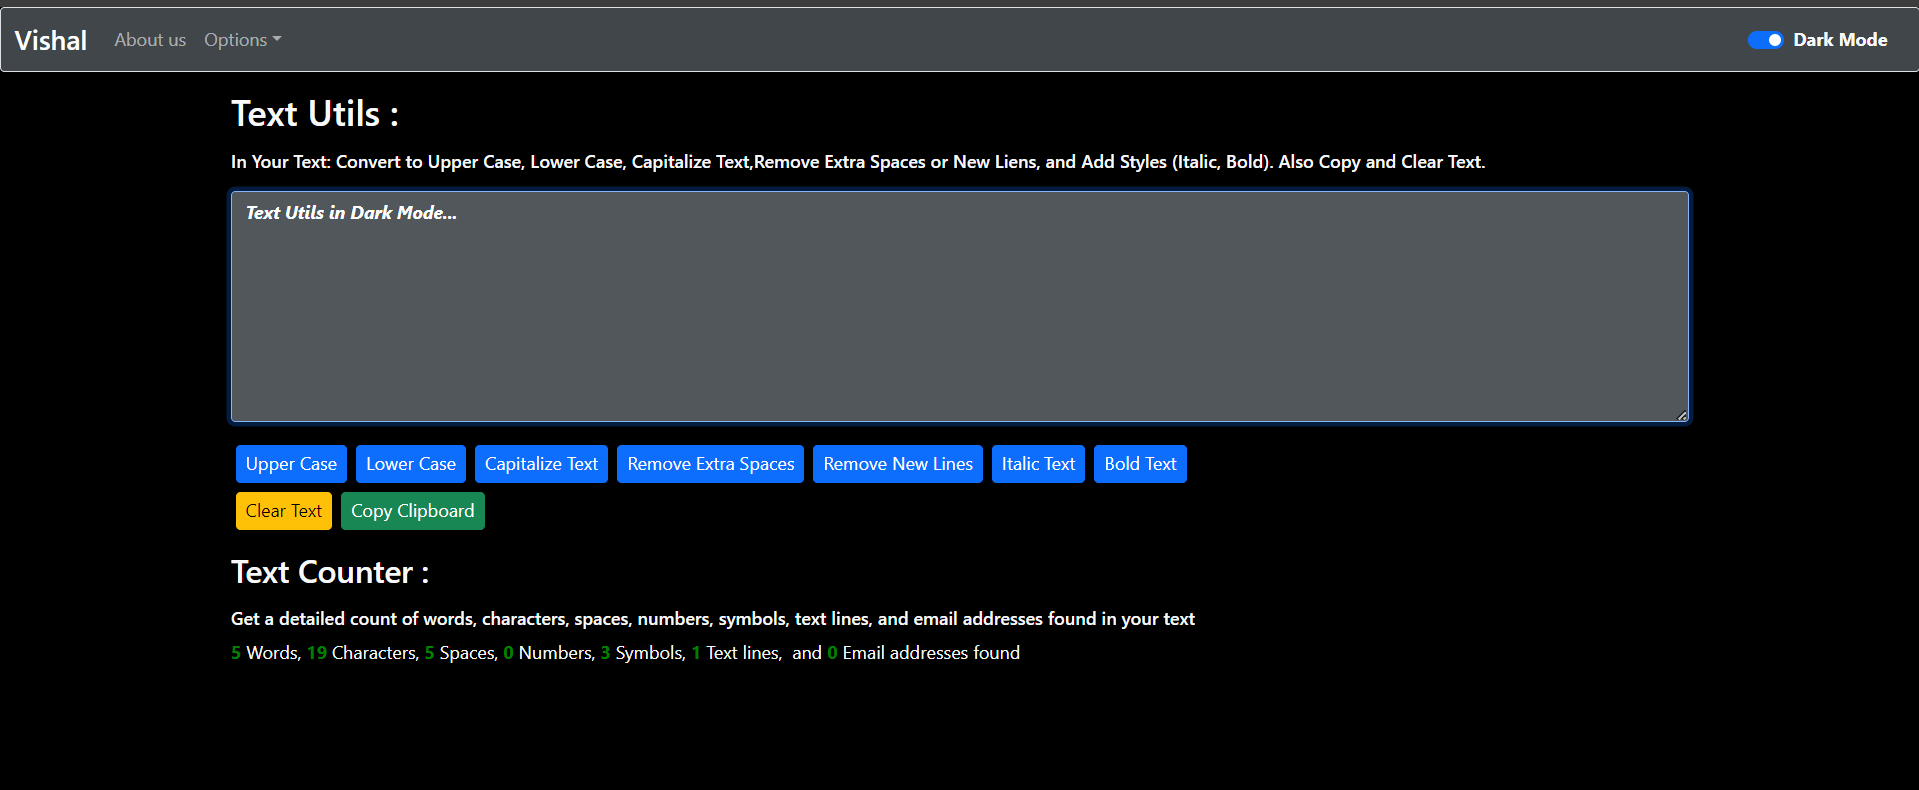 Vishal About us Options Dark Mode
Text Utils :
In Your Text: Convert to Upper Case, Lower Case, Capitalize Text,Remove Extra Spaces or New Liens, and Add Styles (Italic, Bold). Also Copy and Clear Text.
Text Utils in Dark Mode...
Upper Case Lower Case Capitalize Text Remove Extra Spaces Remove New Lines Italic Text Bold Text
Clear Text Copy Clipboard
Text Counter :
Get a detailed count of words, characters, spaces, numbers, symbols, text lines, and email addresses found in your text
5 Words, 19 Characters, 5 Spaces, 0 Numbers, 3 Symbols, 1 Text lines, and 0 Email addresses found